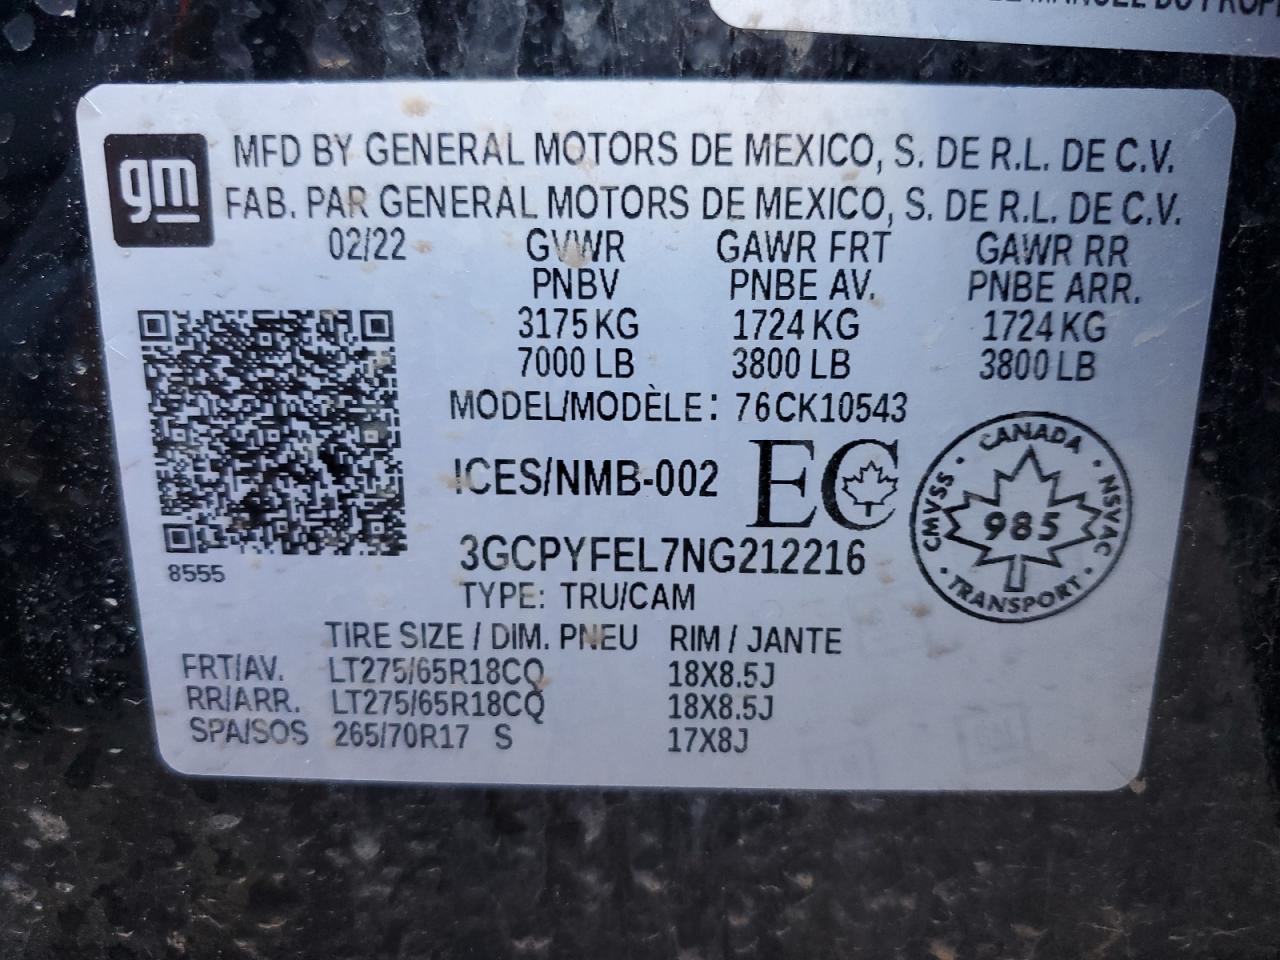 gm
MFD BY GENERAL MOTORS DE MEXICO, S. DE R.L. DE C.V.
FAB. PAR GENERAL MOTORS DE MEXICO, S. DE R.L. DE C.V.
02/22 GVWR GAWR FRT GAWR RR
PNBV PNBE AV. PNBE ARR.
3175 KG 1724 KG 1724 KG
7000 LB 3800 LB 3800 LB
MODEL/MODÈLE: 76CK10543
ICES/NMB-002 EC
CANADA
CMVSS · 985 · NSVAC
· TRANSPORT ·
3GCPYFEL7NG212216
8555
TYPE: TRU/CAM
TIRE SIZE / DIM. PNEU RIM / JANTE
FRT/AV. LT275/65R18CQ 18X8.5J
RR/ARR. LT275/65R18CQ 18X8.5J
SPA/SOS 265/70R17 S 17X8J